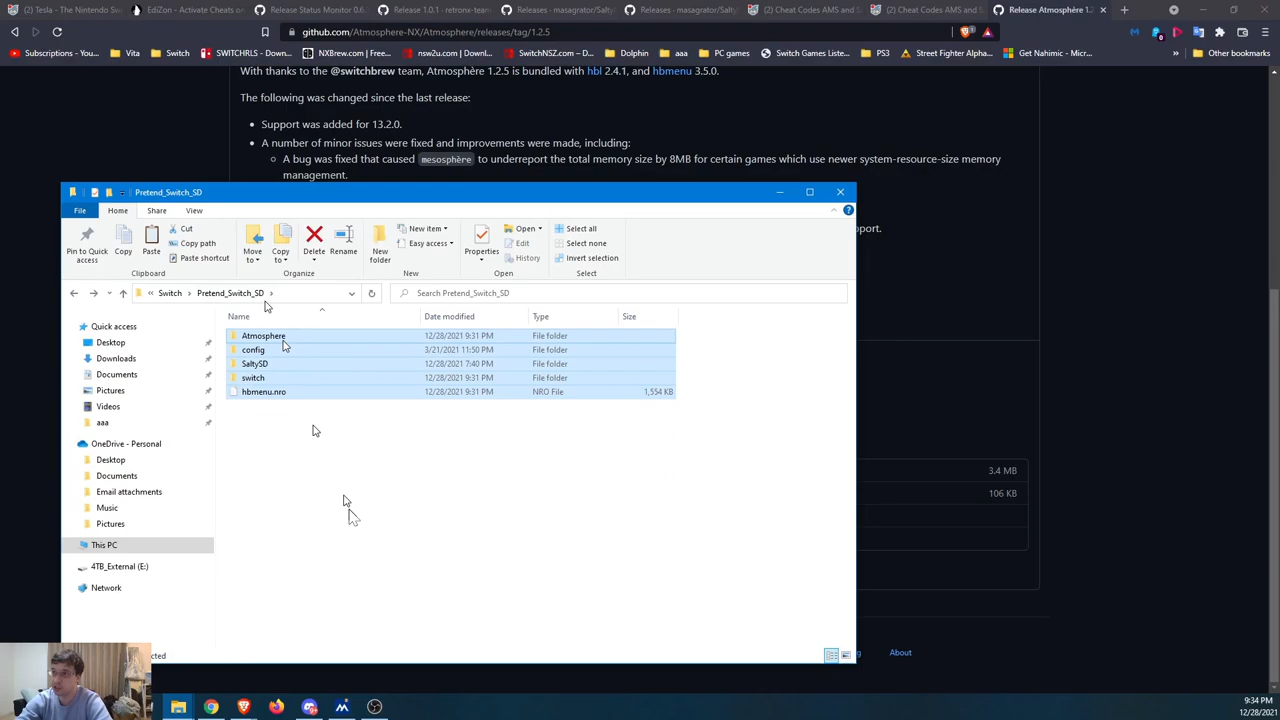 (2) Tesla - The Nintendo Sw
EdiZon - Activate Cheats on
Release Status Monitor 0.6.
Release 1.0.1 · retronx-team
Releases · masagrator/Salty
Releases · masagrator/Salty
(2) Cheat Codes AMS and S
(2) Cheat Codes AMS and S
Release Atmosphère 1.2.
github.com/Atmosphere-NX/Atmosphere/releases/tag/1.2.5
Subscriptions - You...
Vita
Switch
SWITCHRLS - Downl...
NXBrew.com | Free...
nsw2u.com | Downl...
SwitchNSZ.com – D...
Dolphin
aaa
PC games
Switch Games Liste...
PS3
Street Fighter Alpha...
Get Nahimic - Micr...
Other bookmarks
With thanks to the @switchbrew team, Atmosphère 1.2.5 is bundled with hbl 2.4.1, and hbmenu 3.5.0.
The following was changed since the last release:
• Support was added for 13.2.0.
• A number of minor issues were fixed and improvements were made, including:
A bug was fixed that caused mesosphère to underreport the total memory size by 8MB for certain games which use newer system-resource-size memory
management.
Pretend_Switch_SD
File Home Share View
Pin to Quick access
Copy
Paste
Cut
Copy path
Paste shortcut
Move to
Copy to
Delete
Rename
New folder
New item
Easy access
Properties
Open
Edit
History
Select all
Select none
Invert selection
Clipboard Organize New Open Select
port.
« Switch > Pretend_Switch_SD >
Search Pretend_Switch_SD
Name Date modified Type Size
Atmosphere 12/28/2021 9:31 PM File folder
config 3/21/2021 11:50 PM File folder
SaltySD 12/28/2021 7:40 PM File folder
switch 12/28/2021 9:31 PM File folder
hbmenu.nro 12/28/2021 9:31 PM NRO File 1,554 KB
Quick access
Desktop
Downloads
Documents
Pictures
Videos
aaa
OneDrive - Personal
Desktop
Documents
Email attachments
Music
Pictures
This PC
4TB_External (E:)
Network
3.4 MB
106 KB
About
9:34 PM
12/28/2021